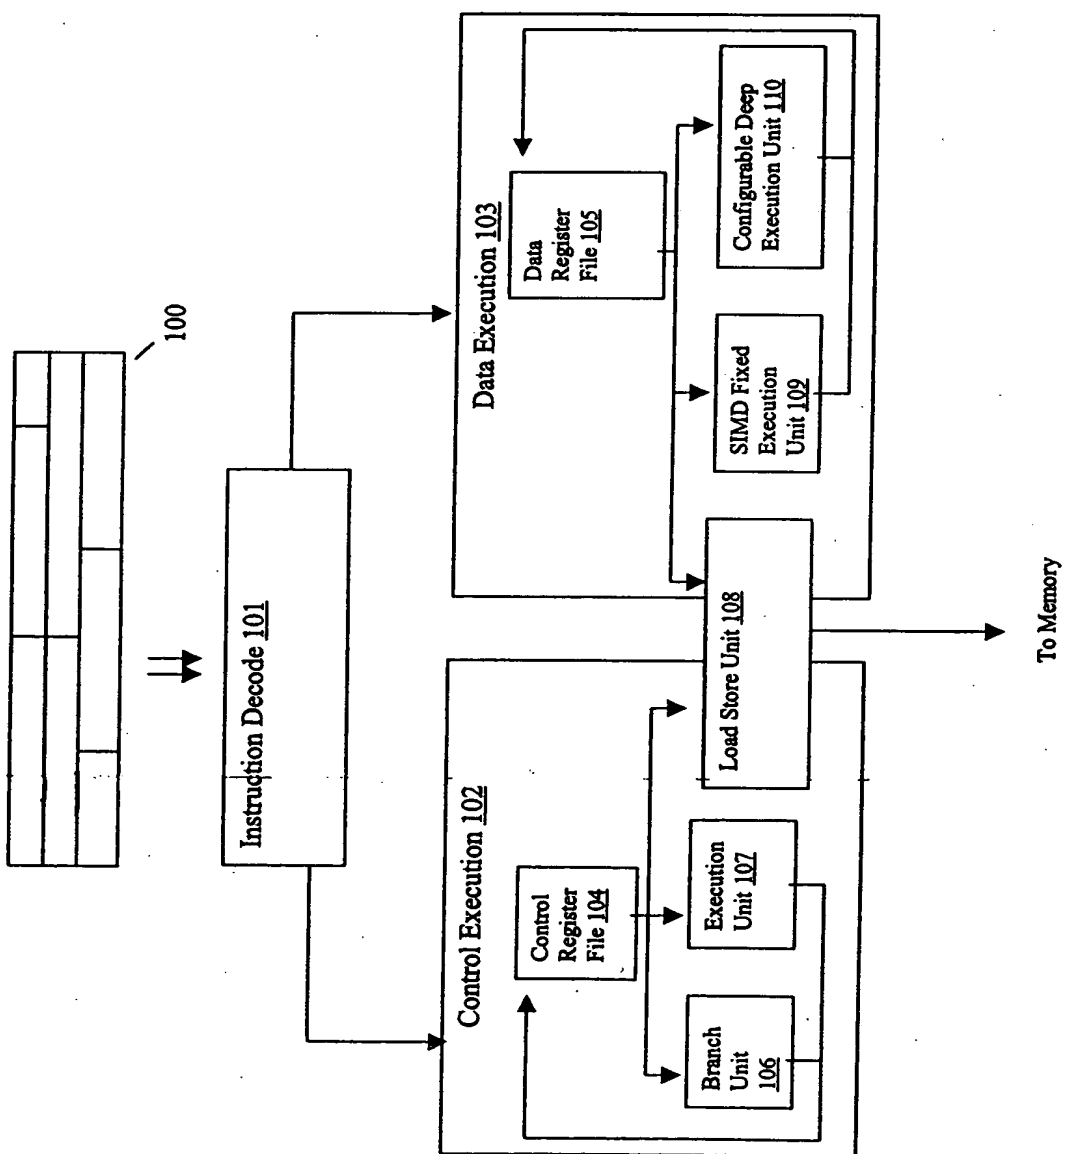 100
Instruction Decode 101
Control Execution 102
Control
Register
File 104
Branch
Unit
106
Execution
Unit 107
Load Store Unit 108
Data Execution 103
Data
Register
File 105
SIMD Fixed
Execution
Unit 109
Configurable Deep
Execution Unit 110
To Memory